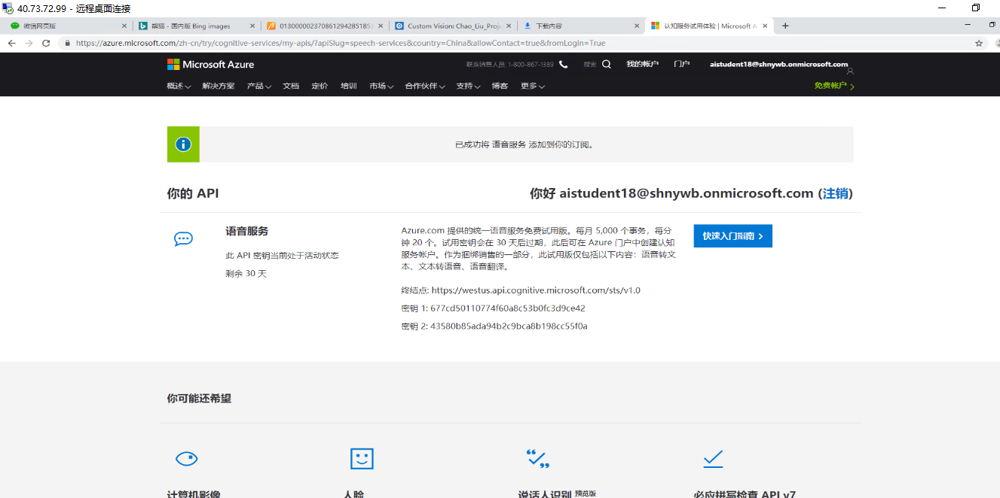 40.73.72.99 - 远程桌面连接
微信网页版
熊猫 - 国内版 Bing images
Custom Vision: Chao_Liu_Proj
下载内容
认知服务试用体验 | Microsoft A
https://azure.microsoft.com/zh-cn/try/cognitive-services/my-apis/?apiSlug=speech-services&country=China&allowContact=true&fromLogin=True
Microsoft Azure
联系销售人员: 1-800-867-1389
搜索
我的帐户
门户
aistudent18@shnywb.onmicrosoft.com
概述 解决方案 产品 文档 定价 培训 市场 合作伙伴 支持 博客 更多
免费帐户
已成功将 语音服务 添加到你的订阅。
你的 API
你好 aistudent18@shnywb.onmicrosoft.com (注销)
语音服务
此 API 密钥当前处于活动状态
剩余 30 天
Azure.com 提供的统一语音服务免费试用版。每月 5,000 个事务，每分
钟 20 个。试用密钥会在 30 天后过期，此后可在 Azure 门户中创建认知
服务帐户。作为捆绑销售的一部分，此试用版仅包括以下内容：语音转文
本、文本转语音、语音翻译。
终结点: https://westus.api.cognitive.microsoft.com/sts/v1.0
密钥 1: 677cd50110774f60a8c53b0fc3d9ce42
密钥 2: 43580b85ada94b2c9bca8b198cc55f0a
快速入门指南
你可能还希望
计算机影像
人脸
说话人识别 预览版
必应拼写检查 API v7